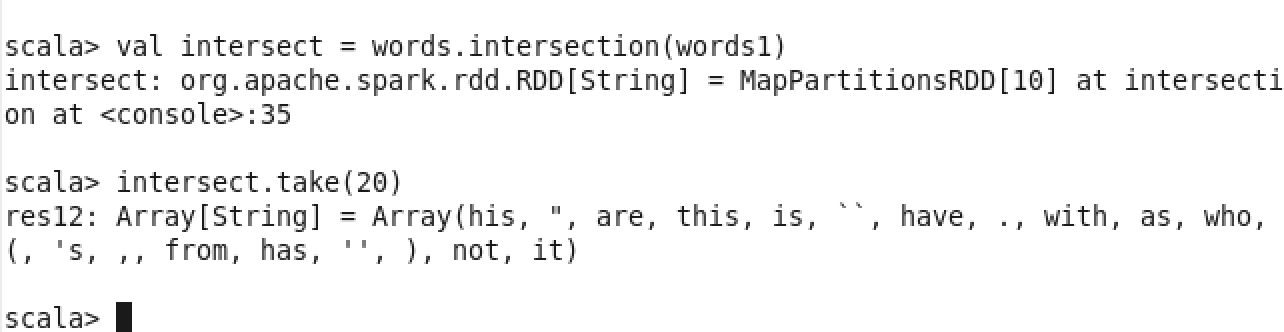 scala> val intersect = words.intersection(words1)
intersect: org.apache.spark.rdd.RDD[String] = MapPartitionsRDD[10] at intersecti
on at <console>:35
scala> intersect.take(20)
res12: Array[String] = Array(his, ", are, this, is, ``, have, ., with, as, who,
(, 's, ,, from, has, '', ), not, it)
scala>